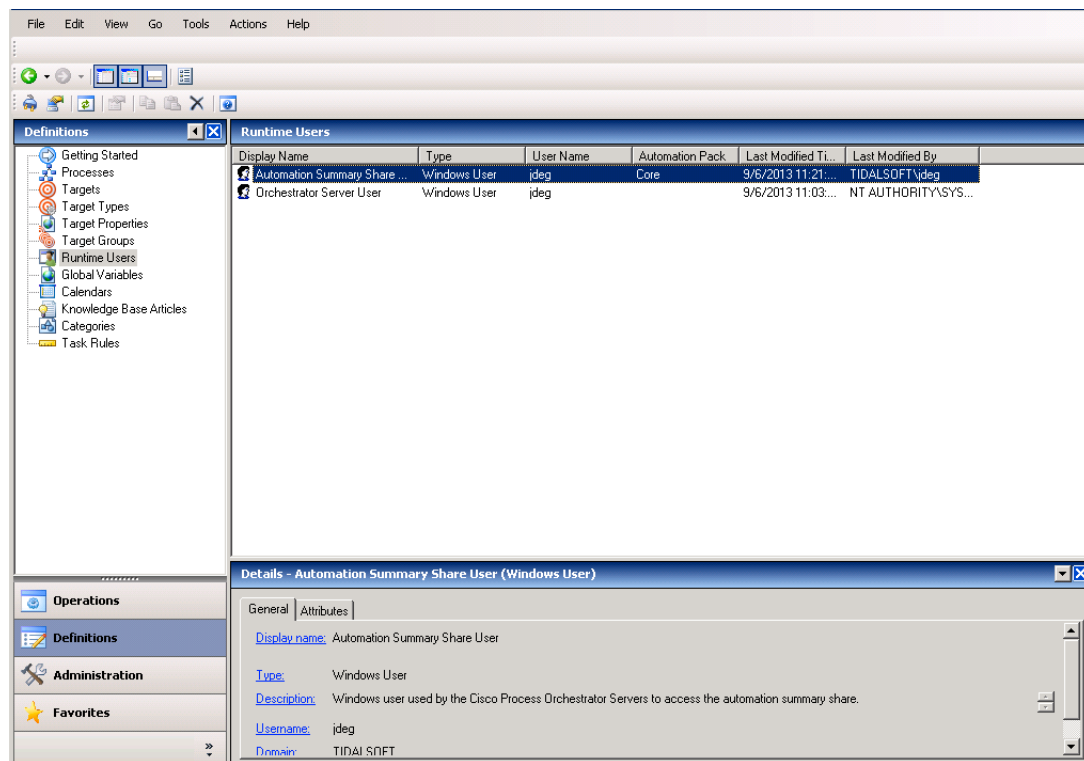 File Edit View Go Tools Actions Help
Definitions
Getting Started
Processes
Targets
Target Types
Target Properties
Target Groups
Runtime Users
Global Variables
Calendars
Knowledge Base Articles
Categories
Task Rules
Operations
Definitions
Administration
Favorites
Runtime Users
Display Name Type User Name Automation Pack Last Modified Ti... Last Modified By
Automation Summary Share ... Windows User jdeg Core 9/6/2013 11:21:... TIDALSOFT\jdeg
Orchestrator Server User Windows User jdeg 9/6/2013 11:03:... NT AUTHORITY\SYS...
Details - Automation Summary Share User (Windows User)
General Attributes
Display name: Automation Summary Share User
Type: Windows User
Description: Windows user used by the Cisco Process Orchestrator Servers to access the automation summary share.
Username: jdeg
Domain: TIDALSOFT